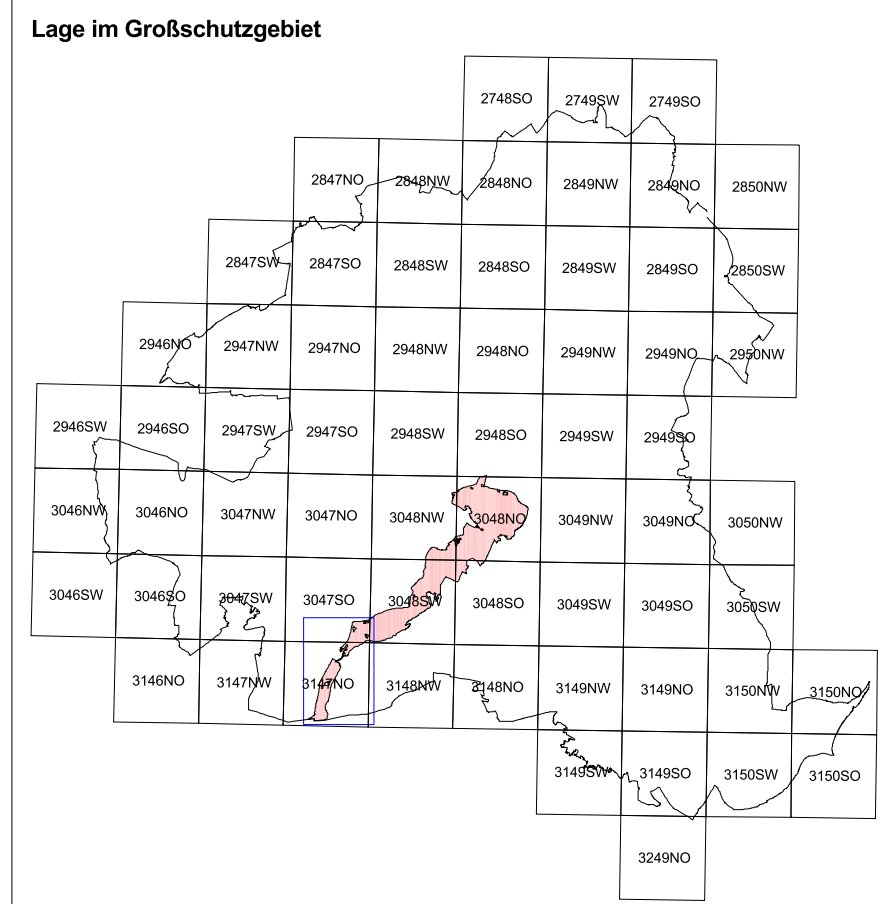 Lage im Großschutzgebiet
2748SO 2749SW 2749SO
2847NO 2848NW 2848NO 2849NW 2849NO 2850NW
2847SW 2847SO 2848SW 2848SO 2849SW 2849SO 2850SW
2946NO 2947NW 2947NO 2948NW 2948NO 2949NW 2949NO 2950NW
2946SW 2946SO 2947SW 2947SO 2948SW 2948SO 2949SW 2949SO
3046NW 3046NO 3047NW 3047NO 3048NW 3048NO 3049NW 3049NO 3050NW
3046SW 3046SO 3047SW 3047SO 3048SW 3048SO 3049SW 3049SO 3050SW
3146NO 3147NW 3147NO 3148NW 3148NO 3149NW 3149NO 3150NW 3150NO
3149SW 3149SO 3150SW 3150SO
3249NO